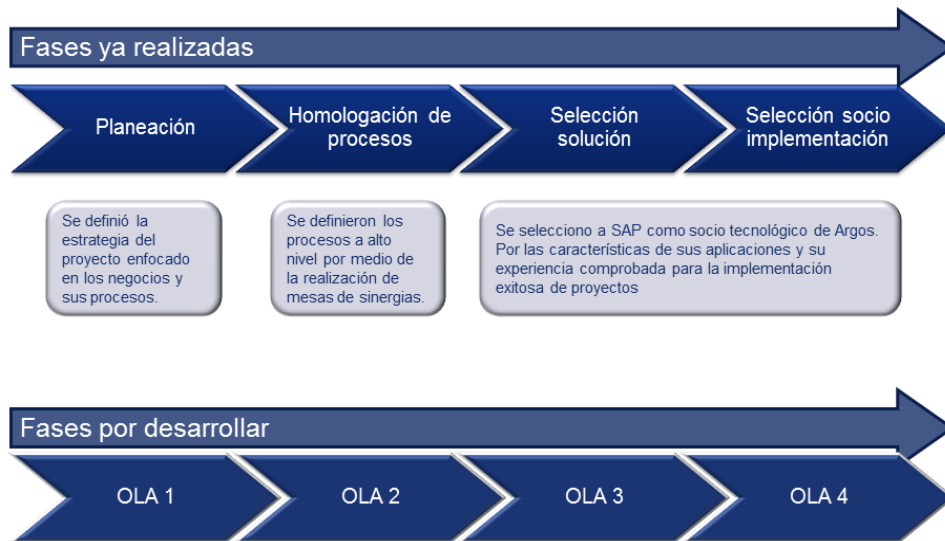 Fases ya realizadas
Planeación
Homologación de
procesos
Selección
solución
Selección socio
implementación
Se definió la
estrategia del
proyecto enfocado
en los negocios y
sus procesos.
Se definieron los
procesos a alto
nivel por medio de
la realización de
mesas de sinergias.
Se selecciono a SAP como socio tecnológico de Argos.
Por las características de sus aplicaciones y su
experiencia comprobada para la implementación
exitosa de proyectos
Fases por desarrollar
OLA 1
OLA 2
OLA 3
OLA 4